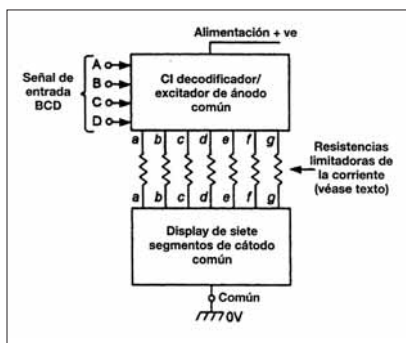 Alimentación + ve
Señal de
entrada
BCD
A
B
C
D
CI decodificador/
excitador de ánodo
común
a b c d e f g
Resistencias
limitadoras de
la corriente
(véase texto)
a b c d e f g
Display de siete
segmentos de cátodo
común
Común
0V